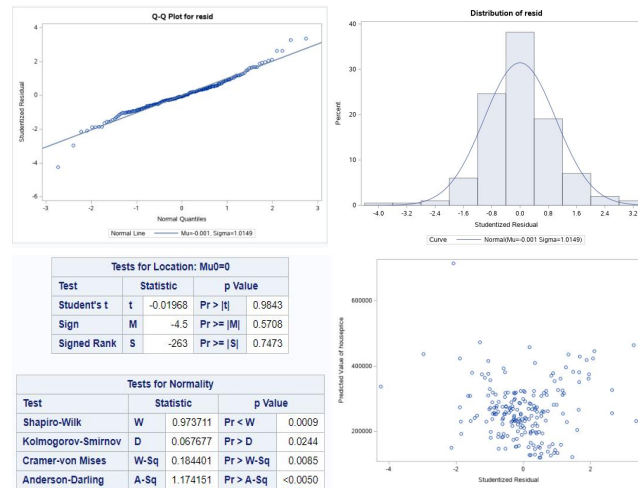 Q-Q Plot for resid
4
2
0
-2
-4
-6
Studentized Residual
-3 -2 -1 0 1 2 3
Normal Quantiles
Normal Line Mu=-0.001, Sigma=1.0149
Distribution of resid
40
30
20
10
0
Percent
-4.0 -3.2 -2.4 -1.6 -0.8 0.0 0.8 1.6 2.4 3.2
Studentized Residual
Curve Normal(Mu=-0.001 Sigma=1.0149)
Tests for Location: Mu0=0
Test Statistic p Value
Student's t t -0.01968 Pr > |t| 0.9843
Sign M -4.5 Pr >= |M| 0.5708
Signed Rank S -263 Pr >= |S| 0.7473
Tests for Normality
Test Statistic p Value
Shapiro-Wilk W 0.973711 Pr < W 0.0009
Kolmogorov-Smirnov D 0.067677 Pr > D 0.0244
Cramer-von Mises W-Sq 0.184401 Pr > W-Sq 0.0085
Anderson-Darling A-Sq 1.174151 Pr > A-Sq <0.0050
600000
400000
200000
Predicted Value of houseprice
-4 -2 0 2
Studentized Residual